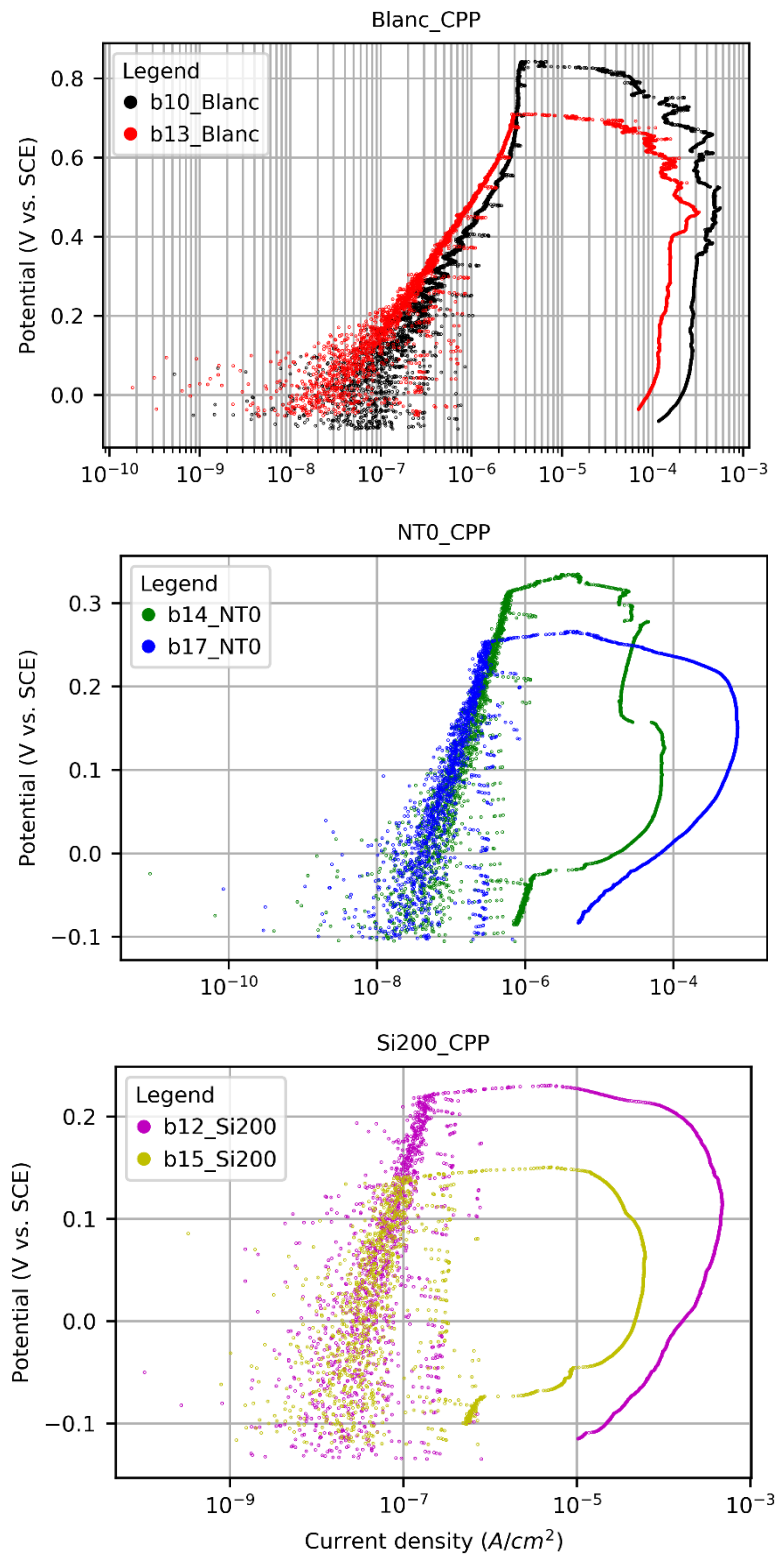 Blanc_CPP
Legend
b10_Blanc
b13_Blanc
Potential (V vs. SCE)
0.8
0.6
0.4
0.2
0.0
10⁻¹⁰ 10⁻⁹ 10⁻⁸ 10⁻⁷ 10⁻⁶ 10⁻⁵ 10⁻⁴ 10⁻³
NT0_CPP
Legend
b14_NT0
b17_NT0
Potential (V vs. SCE)
0.3
0.2
0.1
0.0
−0.1
10⁻¹⁰ 10⁻⁸ 10⁻⁶ 10⁻⁴
Si200_CPP
Legend
b12_Si200
b15_Si200
Potential (V vs. SCE)
0.2
0.1
0.0
−0.1
10⁻⁹ 10⁻⁷ 10⁻⁵ 10⁻³
Current density (A/cm²)